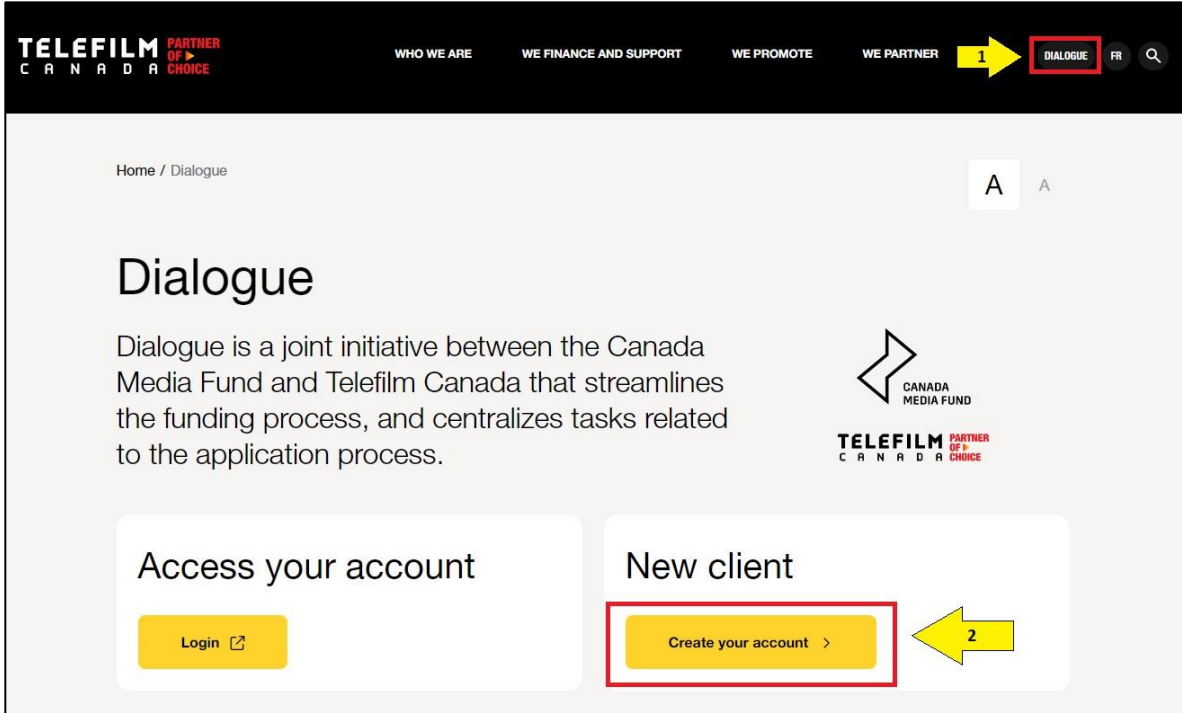 TELEFILM PARTNER
OF
CANADA CHOICE
WHO WE ARE WE FINANCE AND SUPPORT WE PROMOTE WE PARTNER 1 DIALOGUE FR
Home / Dialogue
A A
Dialogue
Dialogue is a joint initiative between the Canada
Media Fund and Telefilm Canada that streamlines
the funding process, and centralizes tasks related
to the application process.
CANADA
MEDIA FUND
TELEFILM PARTNER
OF
CANADA CHOICE
Access your account
Login
New client
Create your account
2